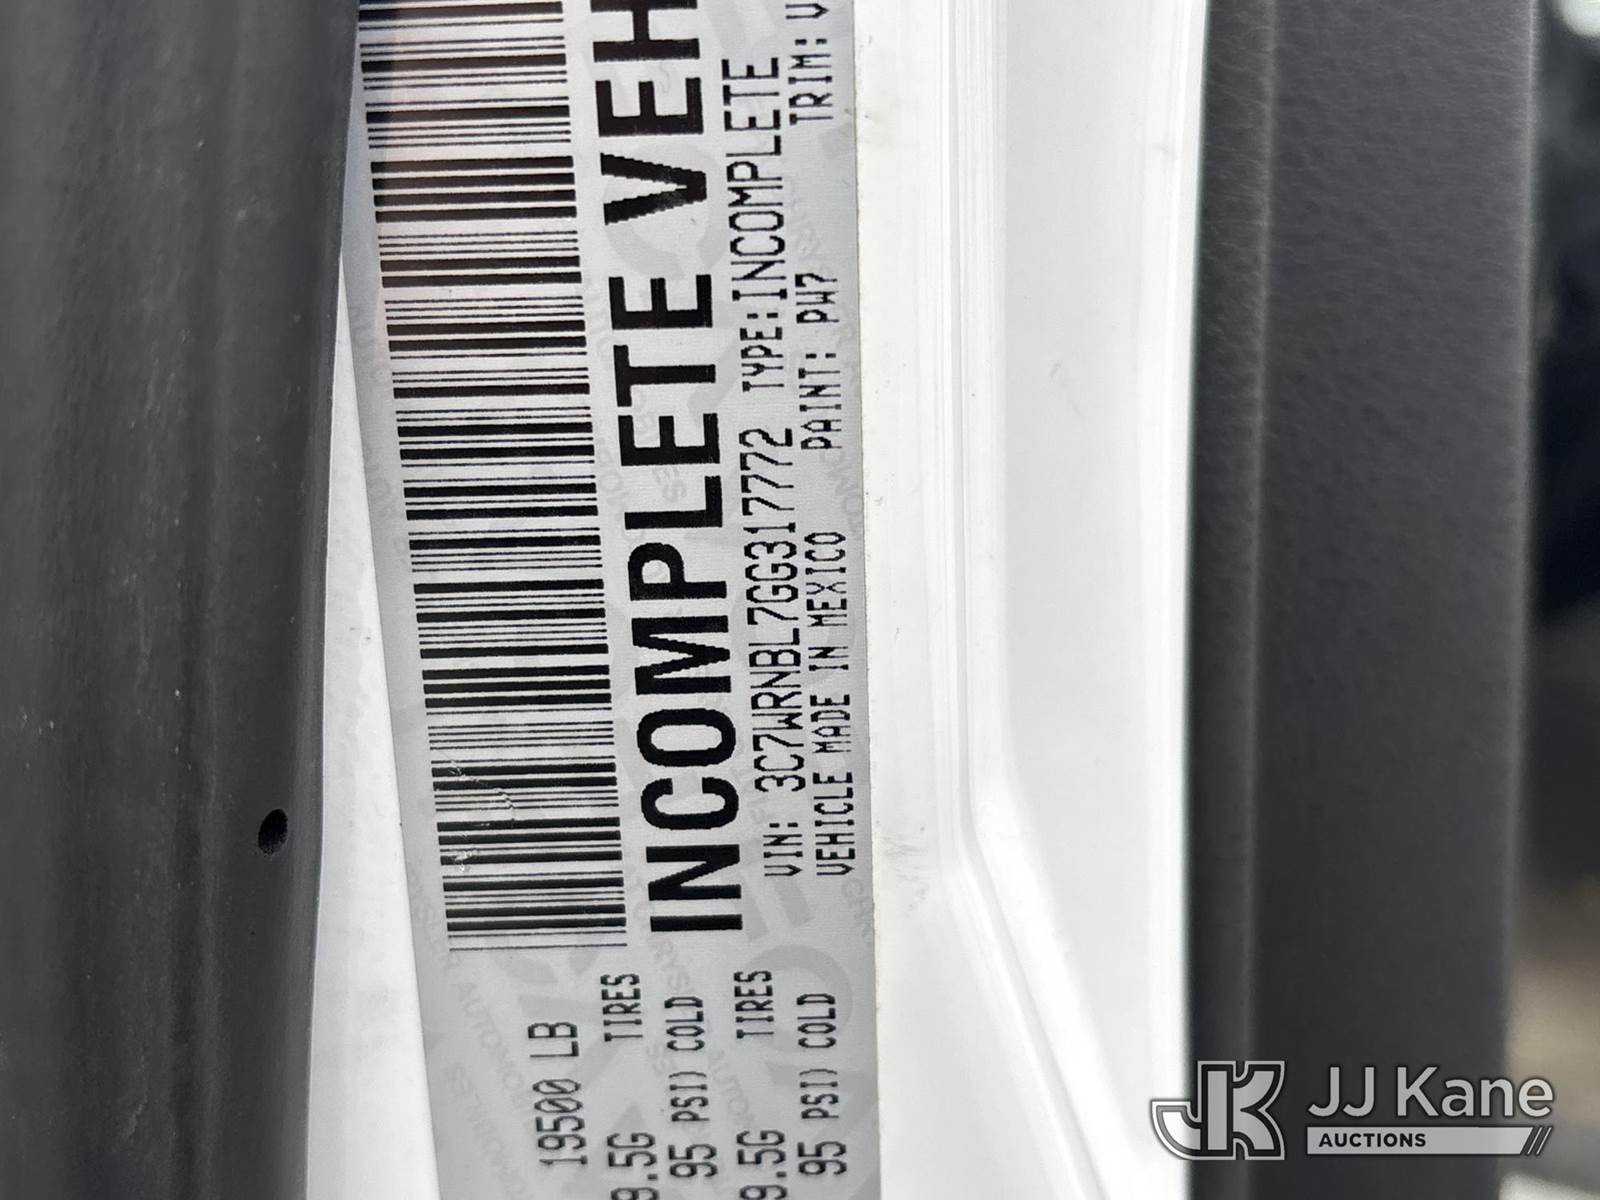 19500 LB
9.5G TIRES
95 PSI) COLD
9.5G TIRES
95 PSI) COLD
INCOMPLETE VEH
VIN: 3C7WRNBL7GG317772 TYPE: INCOMPLETE
VEHICLE MADE IN MEXICO PAINT: PW7 TRIM: V
JK JJ Kane
AUCTIONS